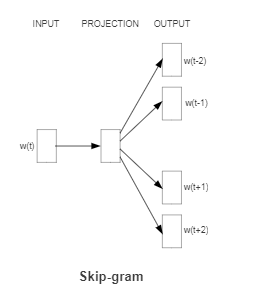 INPUT PROJECTION OUTPUT
w(t-2)
w(t-1)
w(t)
w(t+1)
w(t+2)
Skip-gram